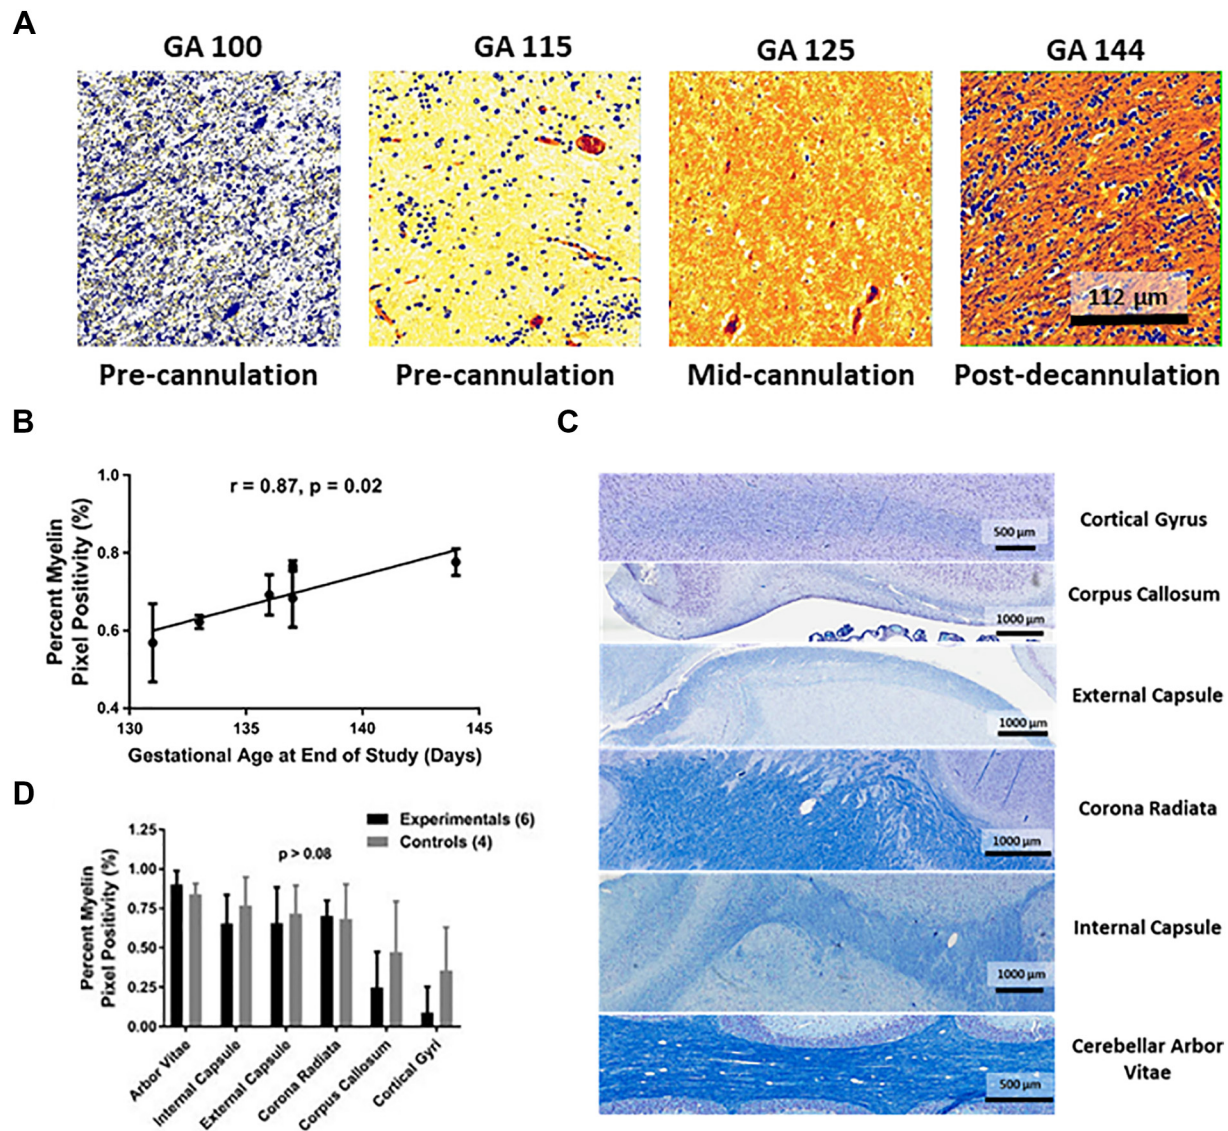 A
GA 100
GA 115
GA 125
GA 144
112 µm
Pre-cannulation
Pre-cannulation
Mid-cannulation
Post-decannulation
B
Percent Myelin
Pixel Positivity (%)
r = 0.87, p = 0.02
1.0
0.8
0.6
0.4
130
135
140
145
Gestational Age at End of Study (Days)
C
500 µm
Cortical Gyrus
1000 µm
Corpus Callosum
1000 µm
External Capsule
1000 µm
Corona Radiata
1000 µm
Internal Capsule
500 µm
Cerebellar Arbor
Vitae
D
Percent Myelin
Pixel Positivity (%)
Experimentals (6)
Controls (4)
p > 0.08
1.25
1.00
0.75
0.50
0.25
0.00
Arbor Vitae
Internal Capsule
External Capsule
Corona Radiata
Corpus Callosum
Cortical Gyri